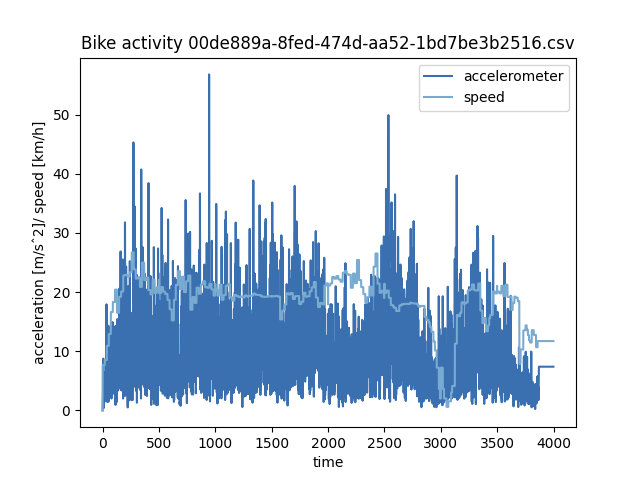 Bike activity 00de889a-8fed-474d-aa52-1bd7be3b2516.csv
accelerometer
speed
acceleration [m/s^2]/ speed [km/h]
50
40
30
20
10
0
0 500 1000 1500 2000 2500 3000 3500 4000
time